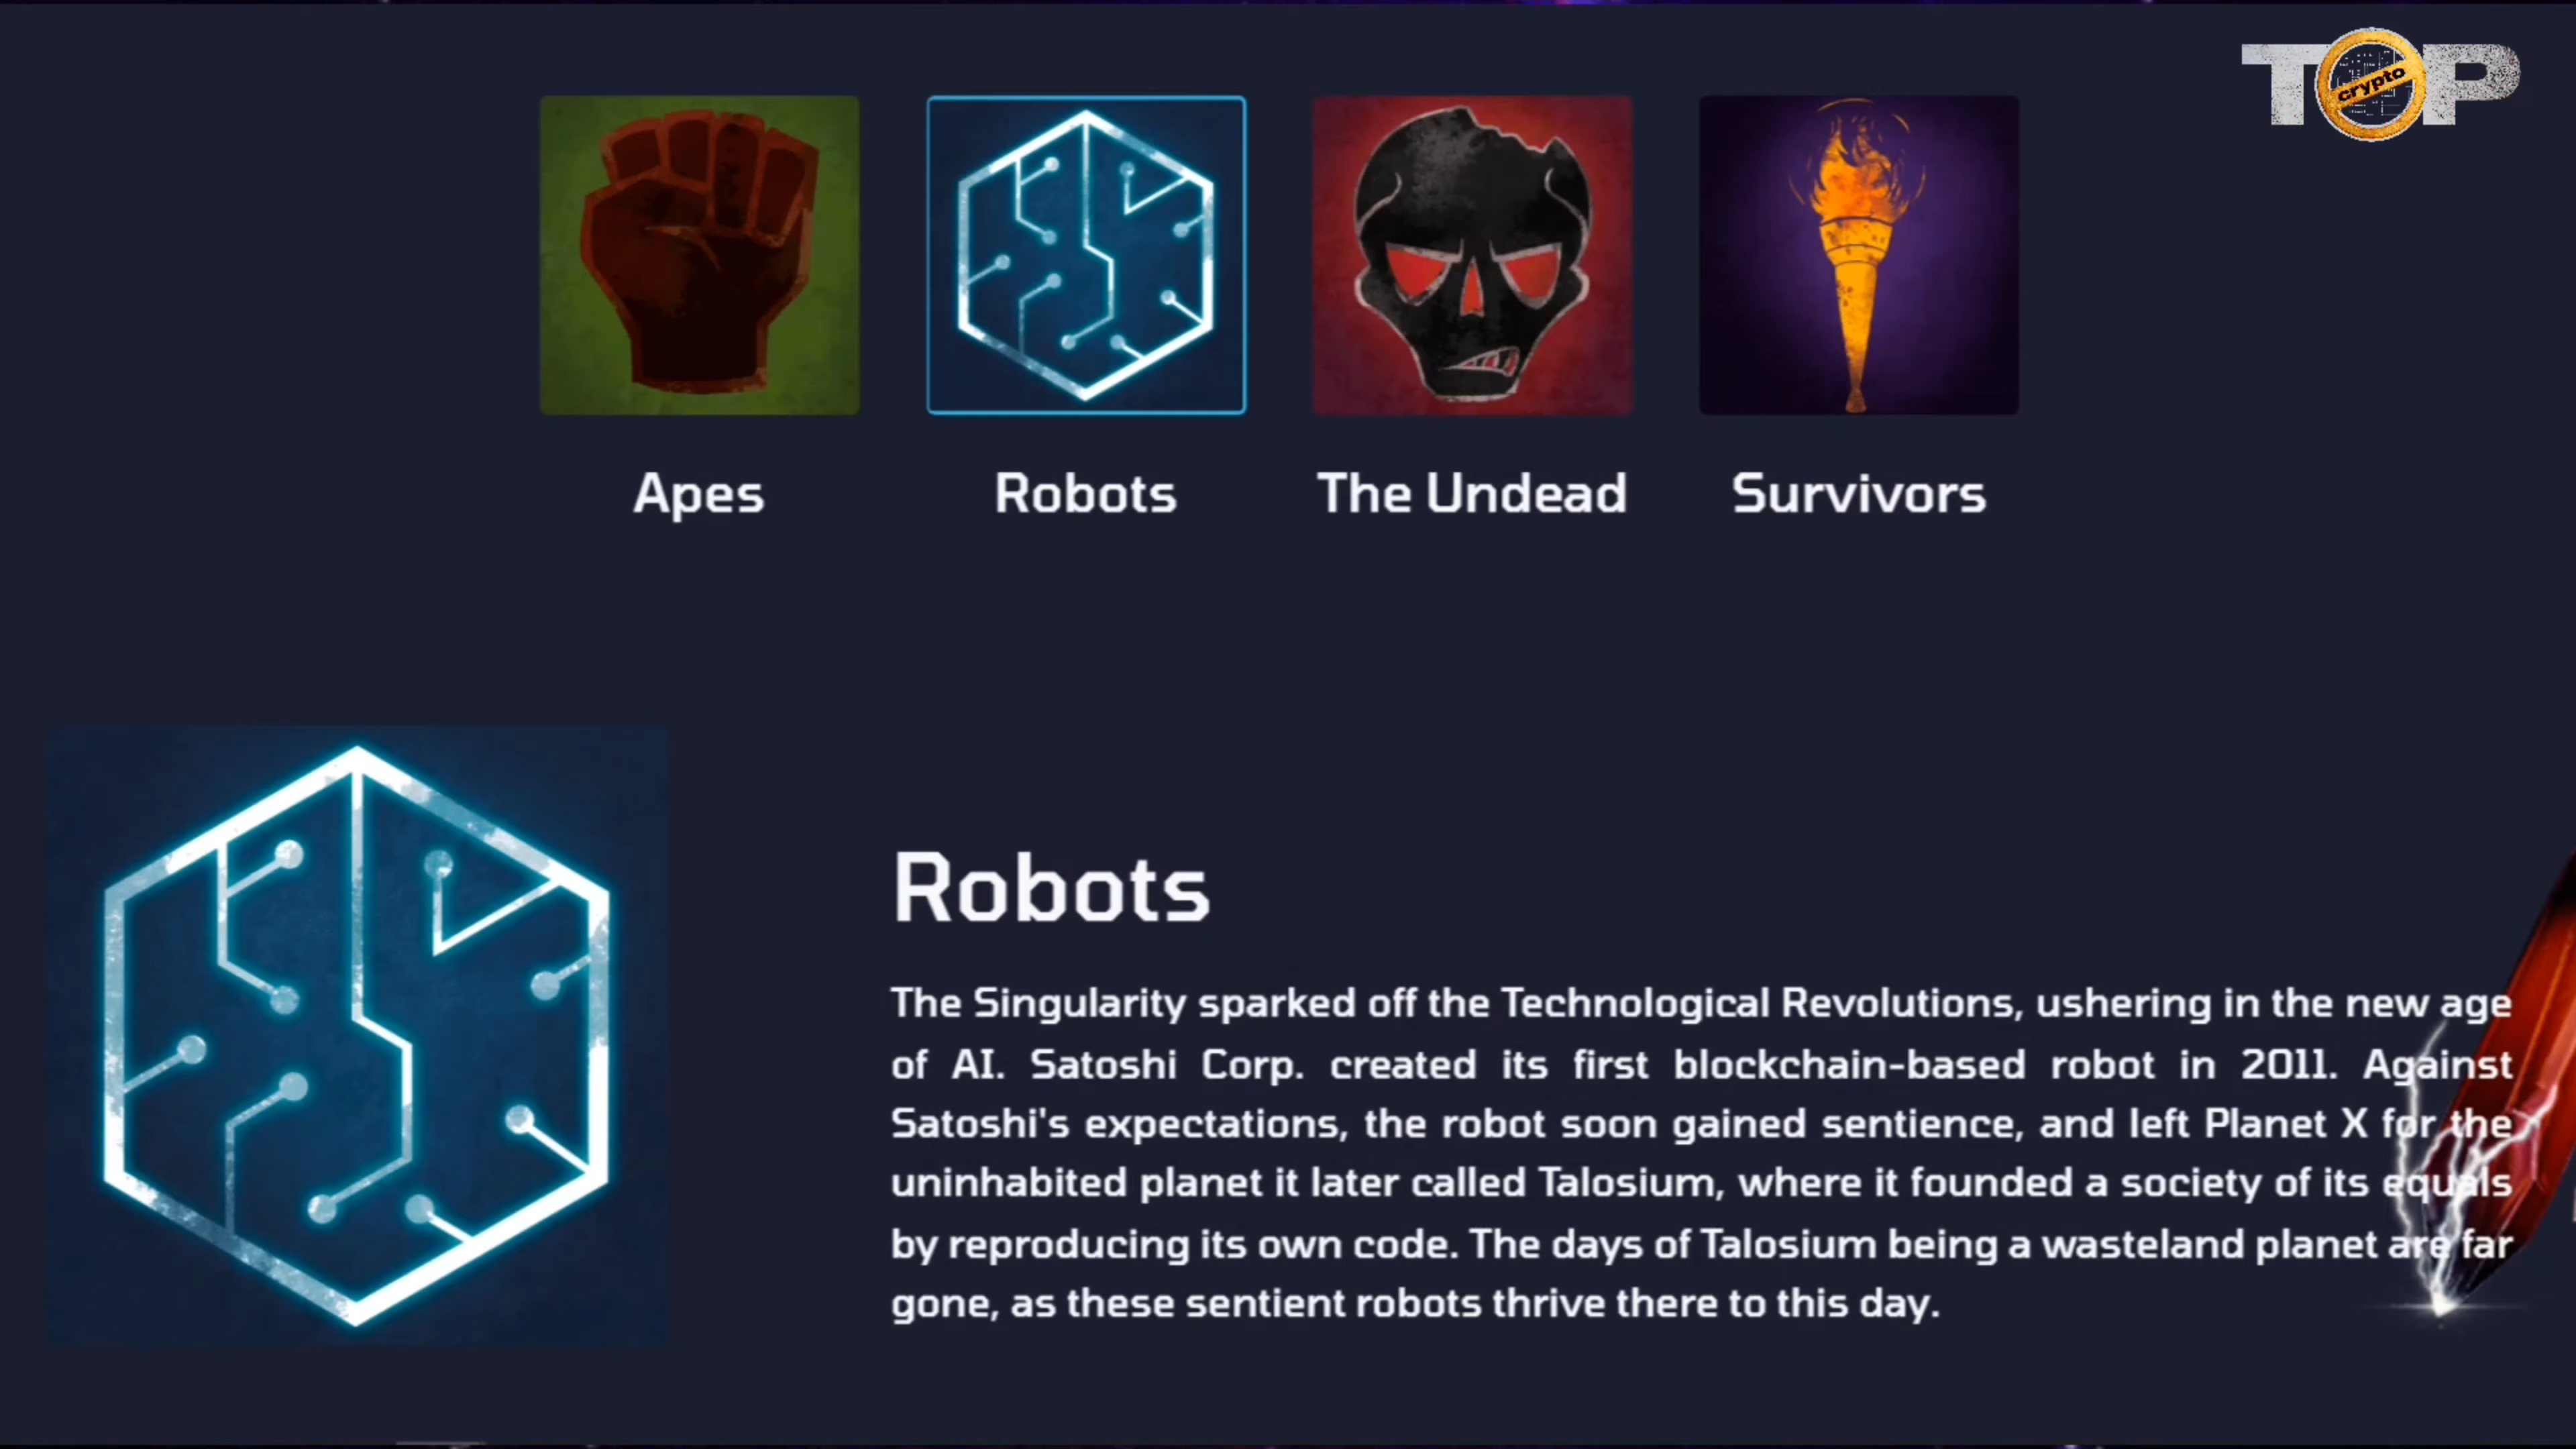 TOP
crypto
Apes
Robots
The Undead
Survivors
Robots
The Singularity sparked off the Technological Revolutions, ushering in the new age
of AI. Satoshi Corp. created its first blockchain-based robot in 2011. Against
Satoshi's expectations, the robot soon gained sentience, and left Planet X for the
uninhabited planet it later called Talosium, where it founded a society of its equals
by reproducing its own code. The days of Talosium being a wasteland planet are far
gone, as these sentient robots thrive there to this day.